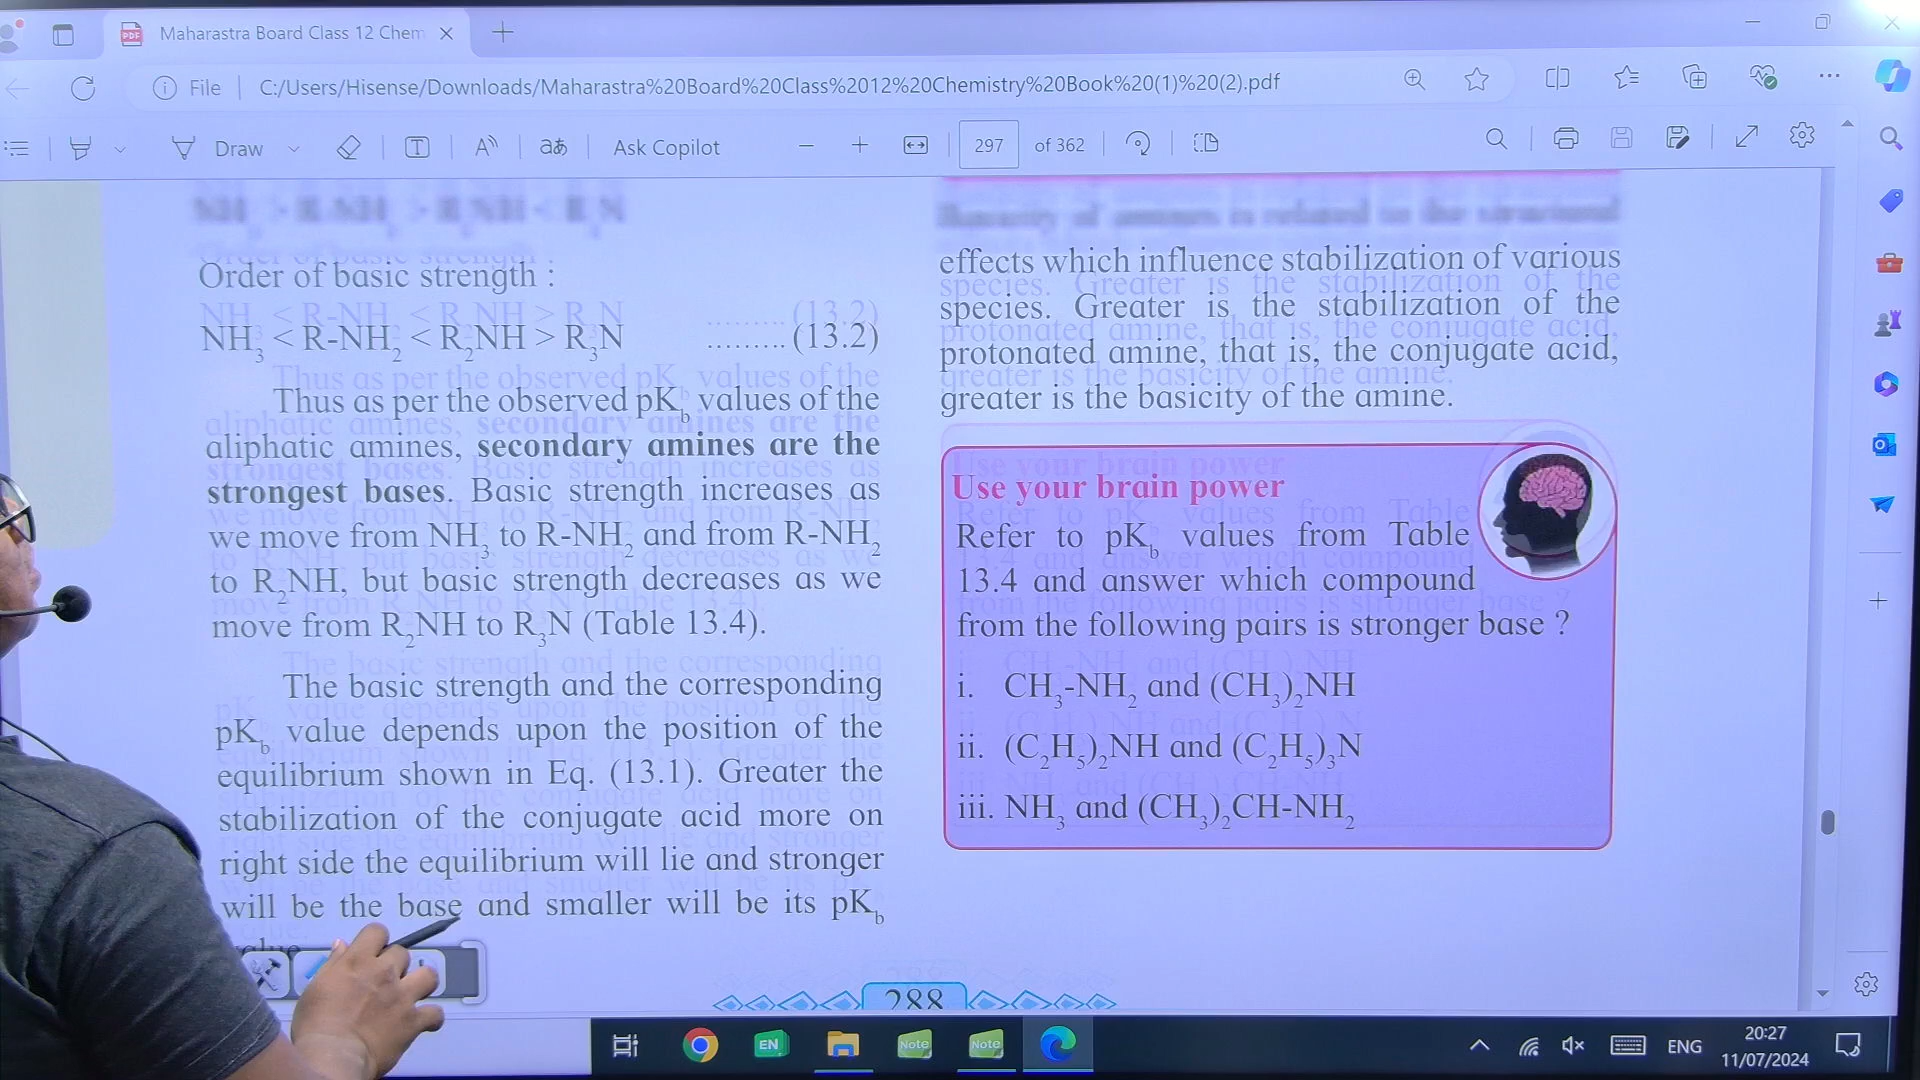 Maharastra Board Class 12 Chem
File
C:/Users/Hisense/Downloads/Maharastra%20Board%20Class%2012%20Chemistry%20Book%20(1)%20(2).pdf
Draw
aあ
Ask Copilot
297 of 362
Order of basic strength :
NH₃ < R-NH₂ < R₂NH > R₃N ......... (13.2)
Thus as per the observed pK_b values of the
aliphatic amines, secondary amines are the
strongest bases. Basic strength increases as
we move from NH₃ to R-NH₂ and from R-NH₂
to R₂NH, but basic strength decreases as we
move from R₂NH to R₃N (Table 13.4).
The basic strength and the corresponding
pK_b value depends upon the position of the
equilibrium shown in Eq. (13.1). Greater the
stabilization of the conjugate acid more on
right side the equilibrium will lie and stronger
will be the base and smaller will be its pK_b
effects which influence stabilization of various
species. Greater is the stabilization of the
protonated amine, that is, the conjugate acid,
greater is the basicity of the amine.
Use your brain power
Refer to pK_b values from Table
13.4 and answer which compound
from the following pairs is stronger base ?
i. CH₃-NH₂ and (CH₃)₂NH
ii. (C₂H₅)₂NH and (C₂H₅)₃N
iii. NH₃ and (CH₃)₂CH-NH₂
288
EN
Note
Note
ENG
20:27
11/07/2024